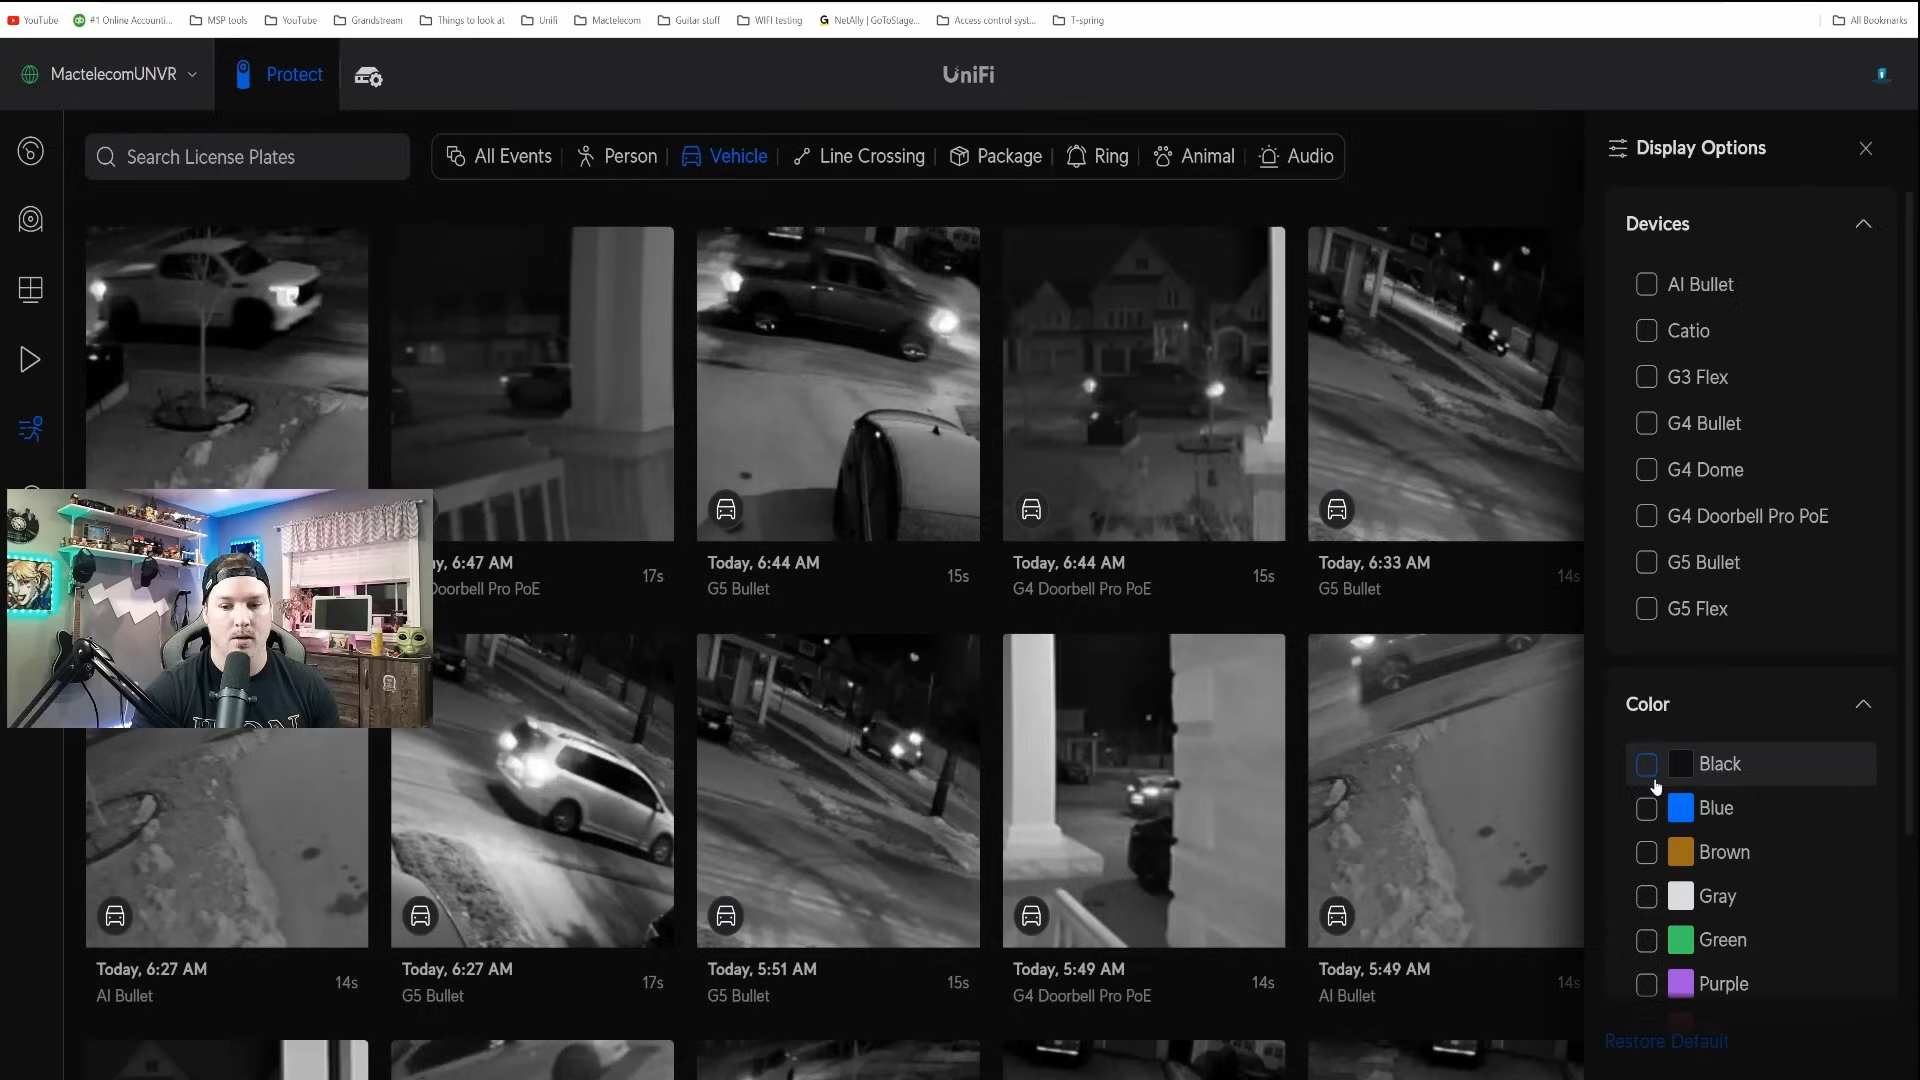 YouTube
#1 Online Accounti...
MSP tools
YouTube
Grandstream
Things to look at
Unifi
Mactelecom
Guitar stuff
WIFI testing
NetAlly | GoToStage...
Access control syst...
T-spring
All Bookmarks
MactelecomUNVR
Protect
UniFi
Search License Plates
All Events
Person
Vehicle
Line Crossing
Package
Ring
Animal
Audio
Display Options
Devices
AI Bullet
Catio
G3 Flex
G4 Bullet
G4 Dome
G4 Doorbell Pro PoE
G5 Bullet
G5 Flex
6:47 AM
17s
Doorbell Pro PoE
Today, 6:44 AM
15s
G5 Bullet
Today, 6:44 AM
15s
G4 Doorbell Pro PoE
Today, 6:33 AM
14s
G5 Bullet
Color
Black
Blue
Brown
Gray
Green
Purple
Restore Default
Today, 6:27 AM
14s
AI Bullet
Today, 6:27 AM
17s
G5 Bullet
Today, 5:51 AM
15s
G5 Bullet
Today, 5:49 AM
14s
G4 Doorbell Pro PoE
Today, 5:49 AM
14s
AI Bullet